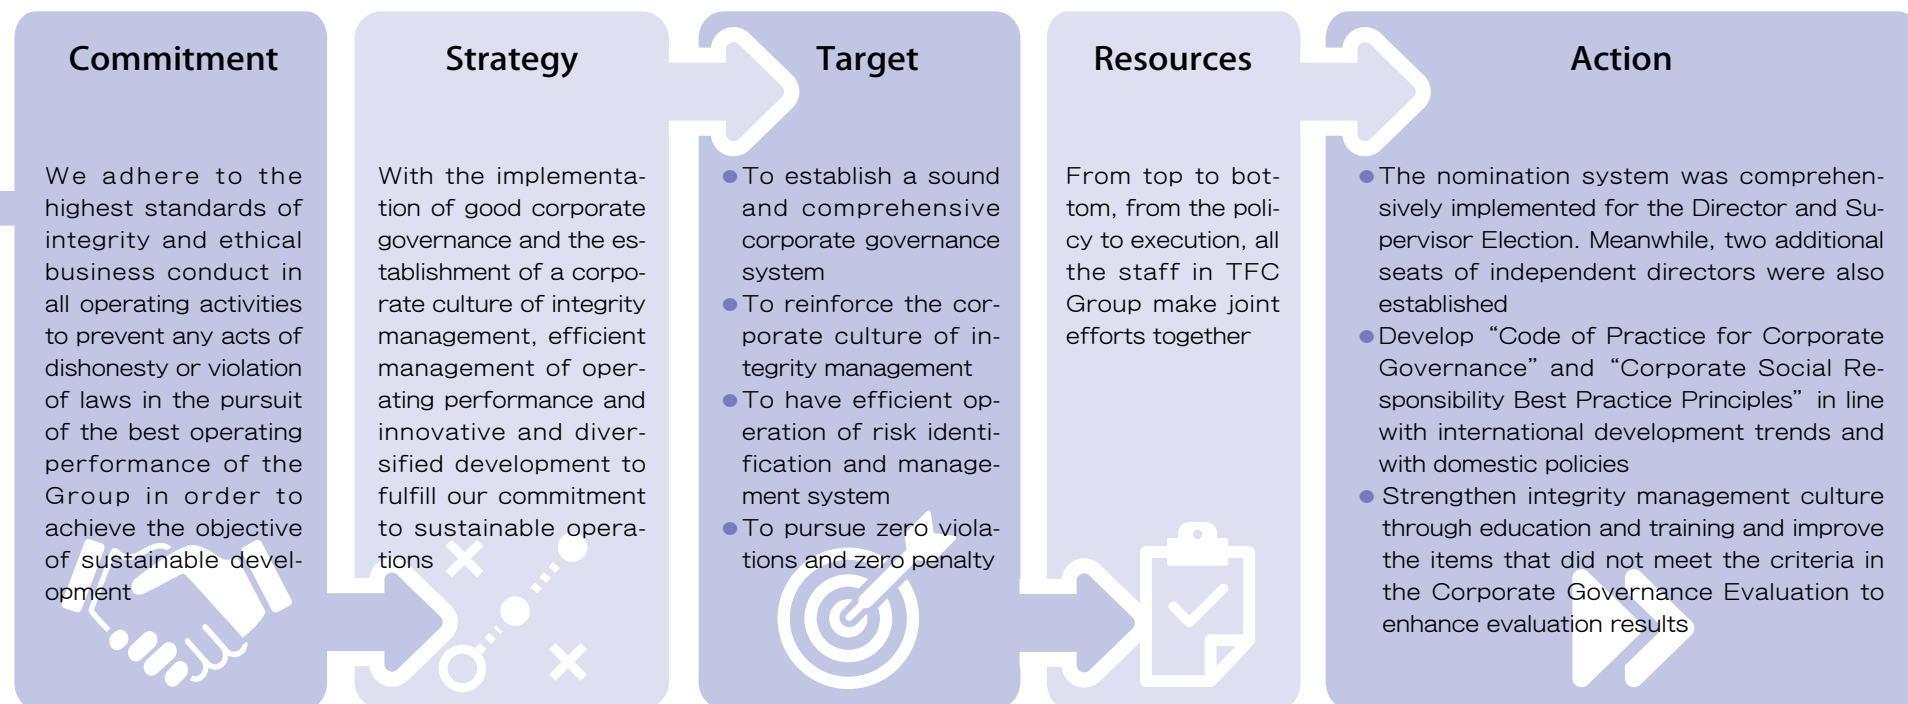 Commitment
We adhere to the
highest standards of
integrity and ethical
business conduct in
all operating activities
to prevent any acts of
dishonesty or violation
of laws in the pursuit
of the best operating
performance of the
Group in order to
achieve the objective
of sustainable devel-
opment
Strategy
With the implementa-
tion of good corporate
governance and the es-
tablishment of a corpo-
rate culture of integrity
management, efficient
management of oper-
ating performance and
innovative and diver-
sified development to
fulfill our commitment
to sustainable opera-
tions
Target
●To establish a sound
and comprehensive
corporate governance
system
●To reinforce the cor-
porate culture of in-
tegrity management
●To have efficient op-
eration of risk identi-
fication and manage-
ment system
●To pursue zero viola-
tions and zero penalty
Resources
From top to bot-
tom, from the poli-
cy to execution, all
the staff in TFC
Group make joint
efforts together
Action
●The nomination system was comprehen-
sively implemented for the Director and Su-
pervisor Election. Meanwhile, two additional
seats of independent directors were also
established
●Develop “Code of Practice for Corporate
Governance” and “Corporate Social Re-
sponsibility Best Practice Principles” in line
with international development trends and
with domestic policies
● Strengthen integrity management culture
through education and training and improve
the items that did not meet the criteria in
the Corporate Governance Evaluation to
enhance evaluation results